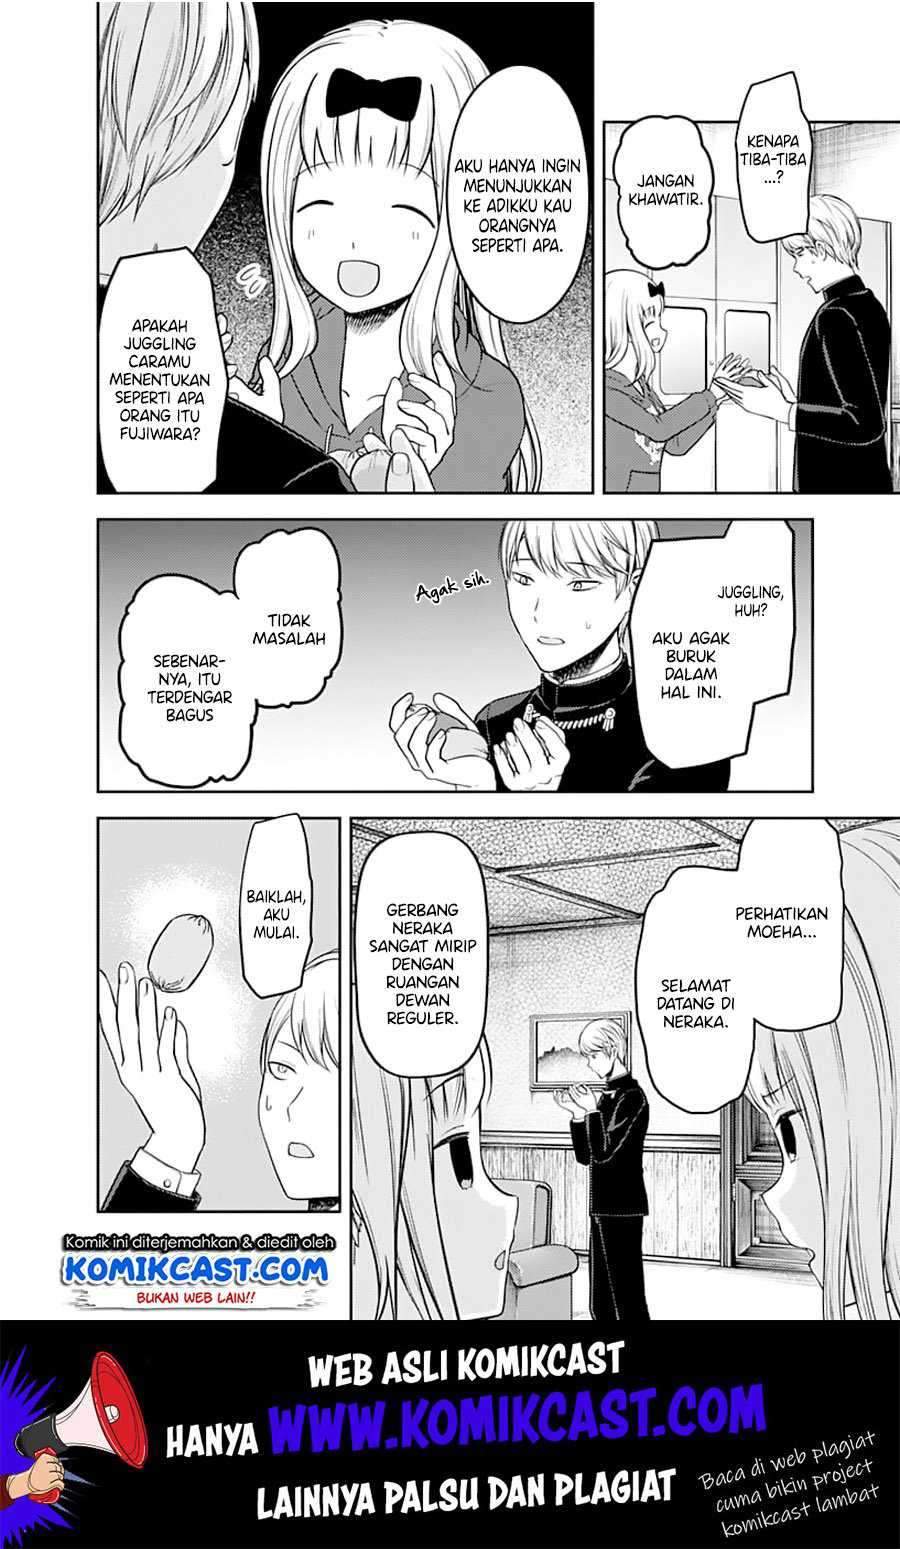 KENAPA
TIBA-TIBA
...?
JANGAN
KHAWATIR.
AKU HANYA INGIN
MENUNJUKKAN
KE ADIKKU KAU
ORANGNYA
SEPERTI APA.
APAKAH
JUGGLING
CARAMU
MENENTUKAN
SEPERTI APA
ORANG ITU
FUJIWARA?
JUGGLING,
HUH?
AKU AGAK
BURUK
DALAM
HAL INI.
Agak sih.
TIDAK
MASALAH
SEBENAR-
NYA, ITU
TERDENGAR
BAGUS
PERHATIKAN
MOEHA...
SELAMAT
DATANG DI
NERAKA.
GERBANG
NERAKA
SANGAT MIRIP
DENGAN
RUANGAN
DEWAN
REGULER.
BAIKLAH,
AKU
MULAI.
Komik ini diterjemahkan & diedit oleh
KOMIKCAST.COM
BUKAN WEB LAIN!!
WEB ASLI KOMIKCAST
HANYA WWW.KOMIKCAST.COM
LAINNYA PALSU DAN PLAGIAT
Baca di web plagiat
cuma bikin project
komikcast lambat